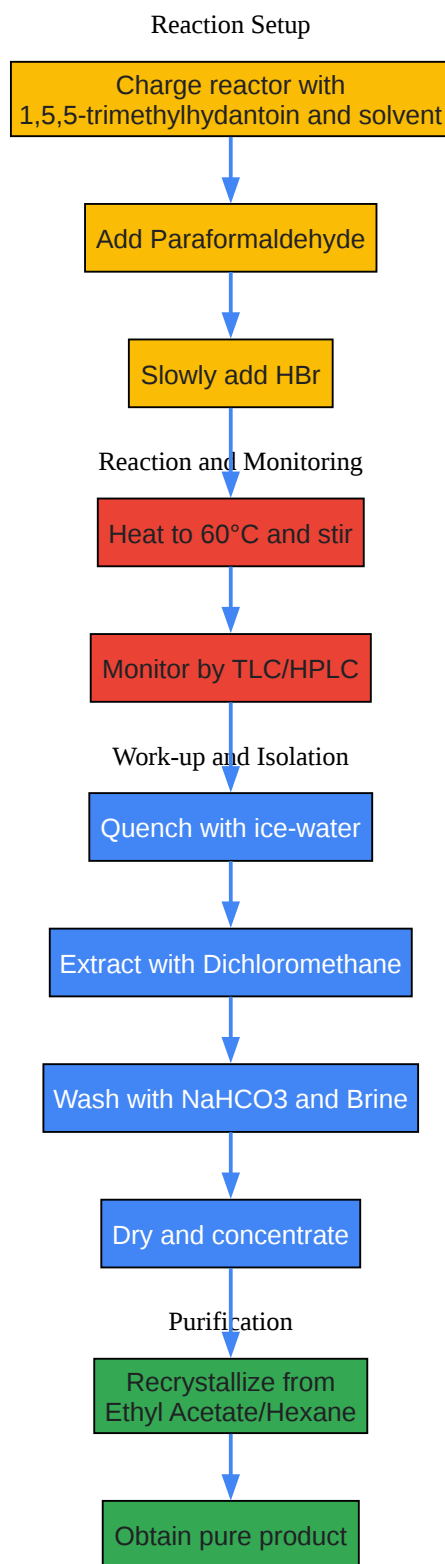 Reaction Setup
Charge reactor with
1,5,5-trimethylhydantoin and solvent
Add Paraformaldehyde
Slowly add HBr
Reaction and Monitoring
Heat to 60°C and stir
Monitor by TLC/HPLC
Work-up and Isolation
Quench with ice-water
Extract with Dichloromethane
Wash with NaHCO3 and Brine
Dry and concentrate
Purification
Recrystallize from
Ethyl Acetate/Hexane
Obtain pure product